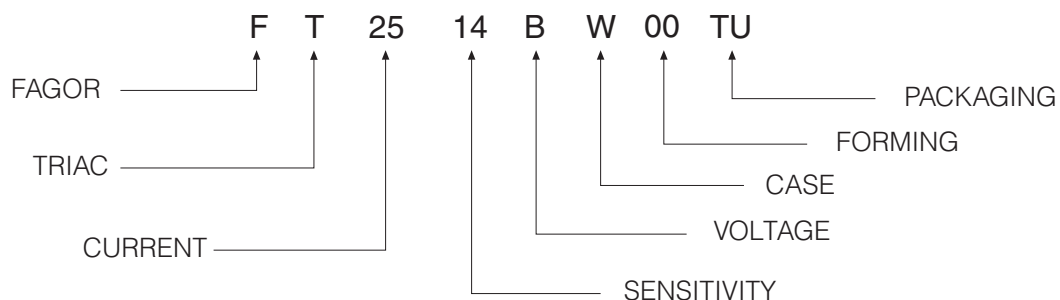 F T 25 14 B W 00 TU
FAGOR
PACKAGING
FORMING
TRIAC
CASE
VOLTAGE
CURRENT
SENSITIVITY